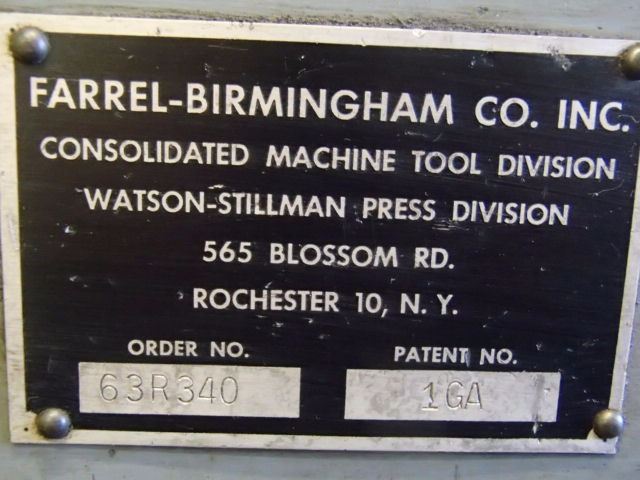 FARREL-BIRMINGHAM CO. INC.
CONSOLIDATED MACHINE TOOL DIVISION
WATSON-STILLMAN PRESS DIVISION
565 BLOSSOM RD.
ROCHESTER 10, N. Y.
ORDER NO. PATENT NO.
63R340 1GA